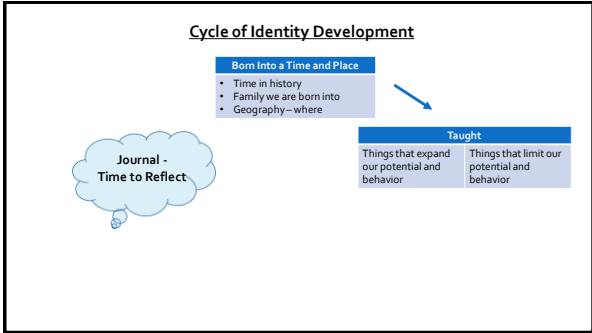 Cycle of Identity Development
Born Into a Time and Place
• Time in history
• Family we are born into
• Geography – where
Taught
Things that expand
our potential and
behavior
Things that limit our
potential and
behavior
Journal -
Time to Reflect